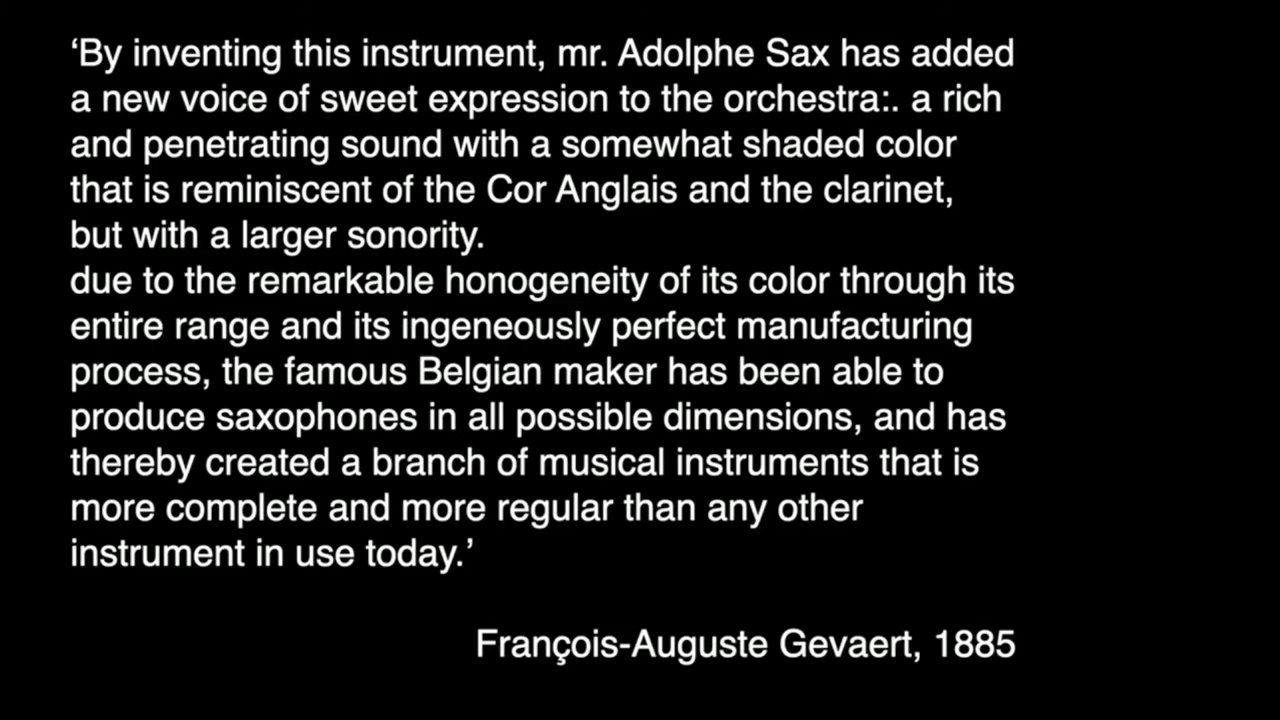 ‘By inventing this instrument, mr. Adolphe Sax has added
a new voice of sweet expression to the orchestra:. a rich
and penetrating sound with a somewhat shaded color
that is reminiscent of the Cor Anglais and the clarinet,
but with a larger sonority.
due to the remarkable honogeneity of its color through its
entire range and its ingeneously perfect manufacturing
process, the famous Belgian maker has been able to
produce saxophones in all possible dimensions, and has
thereby created a branch of musical instruments that is
more complete and more regular than any other
instrument in use today.’
François-Auguste Gevaert, 1885